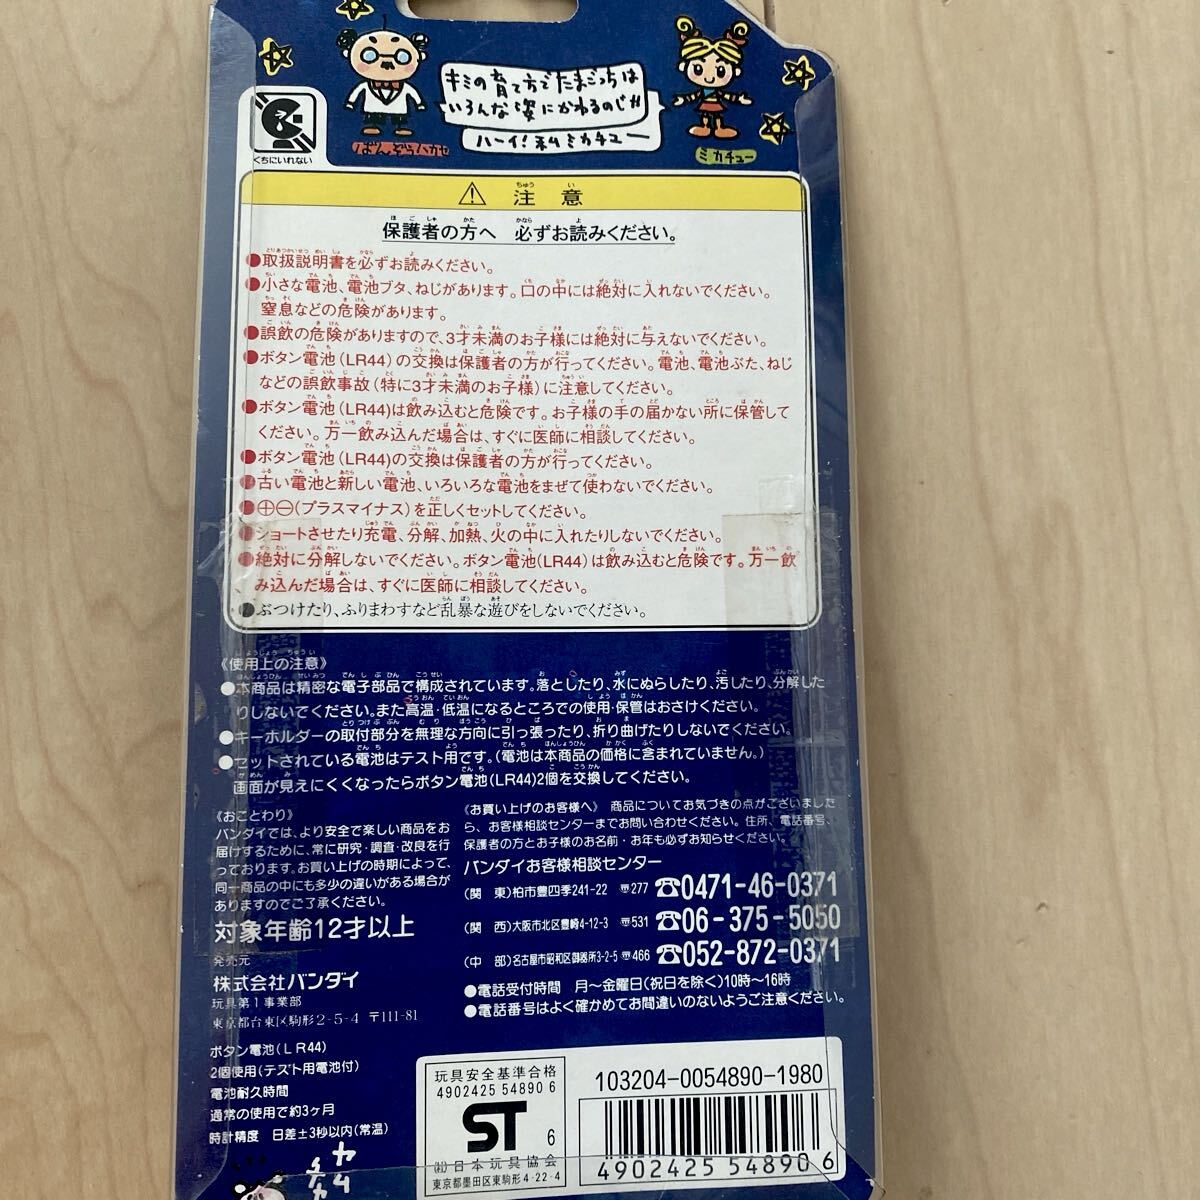 キミの育て方でたまごっちは
いろんな姿にかわるのじゃ
ハーイ!私ミカチュー
ばんぞうハカセ
ミカチュー
くちにいれない
注意
保護者の方へ 必ずお読みください。
●取扱説明書を必ずお読みください。
●小さな電池、電池ブタ、ねじがあります。口の中には絶対に入れないでください。
窒息などの危険があります。
●誤飲の危険がありますので、3才未満のお子様には絶対に与えないでください。
●ボタン電池(LR44)の交換は保護者の方が行ってください。電池、電池ぶた、ねじ
などの誤飲事故(特に3才未満のお子様)に注意してください。
●ボタン電池(LR44)は飲み込むと危険です。お子様の手の届かない所に保管して
ください。万一飲み込んだ場合は、すぐに医師に相談してください。
●ボタン電池(LR44)の交換は保護者の方が行ってください。
●古い電池と新しい電池、いろいろな電池をまぜて使わないでください。
●⊕⊖(プラスマイナス)を正しくセットしてください。
●ショートさせたり充電、分解、加熱、火の中に入れたりしないでください。
●絶対に分解しないでください。ボタン電池(LR44)は飲み込むと危険です。万一飲
み込んだ場合は、すぐに医師に相談してください。
●ぶつけたり、ふりまわすなど乱暴な遊びをしないでください。
《使用上の注意》
●本商品は精密な電子部品で構成されています。落としたり、水にぬらしたり、汚したり、分解した
りしないでください。また高温・低温になるところでの使用・保管はおさけください。
●キーホルダーの取付部分を無理な方向に引っ張ったり、折り曲げたりしないでください。
●セットされている電池はテスト用です。(電池は本商品の価格に含まれていません。)
画面が見えにくくなったらボタン電池(LR44)2個を交換してください。
《おことわり》
バンダイでは、より安全で楽しい商品をお
届けするために、常に研究・調査・改良を行
っております。お買い上げの時期によって、
同一商品の中にも多少の違いがある場合が
ありますのでご了承ください。
対象年齢12才以上
発売元
株式会社バンダイ
玩具第1事業部
東京都台東区駒形2-5-4 〒111-81
ボタン電池(LR44)
2個使用(テスト用電池付)
電池耐久時間
通常の使用で約3ヶ月
時計精度 日差±3秒以内(常温)
《お買い上げのお客様へ》 商品についてお気づきの点がございました
ら、お客様相談センターまでお問い合わせください。住所、電話番号、
保護者の方とお子様のお名前・お年も必ずお知らせください。
バンダイお客様相談センター
(関 東)柏市豊四季241-22 〒277 ☎0471-46-0371
(関 西)大阪市北区豊崎4-12-3 〒531 ☎06-375-5050
(中 部)名古屋市昭和区御器所3-2-5 〒466 ☎052-872-0371
●電話受付時間 月～金曜日(祝日を除く)10時～16時
●電話番号はよく確かめてお間違いのないようご注意ください。
玩具安全基準合格
4902425 54890 6
ST 6
(社)日本玩具協会
東京都墨田区東駒形4-22-4
103204-0054890-1980
4902425 548906